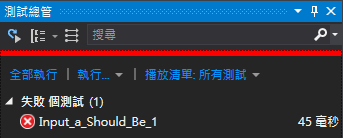 測試總管
搜尋
全部執行 | 執行... | 播放清單: 所有測試
失敗 個測試 (1)
Input_a_Should_Be_1 45 毫秒